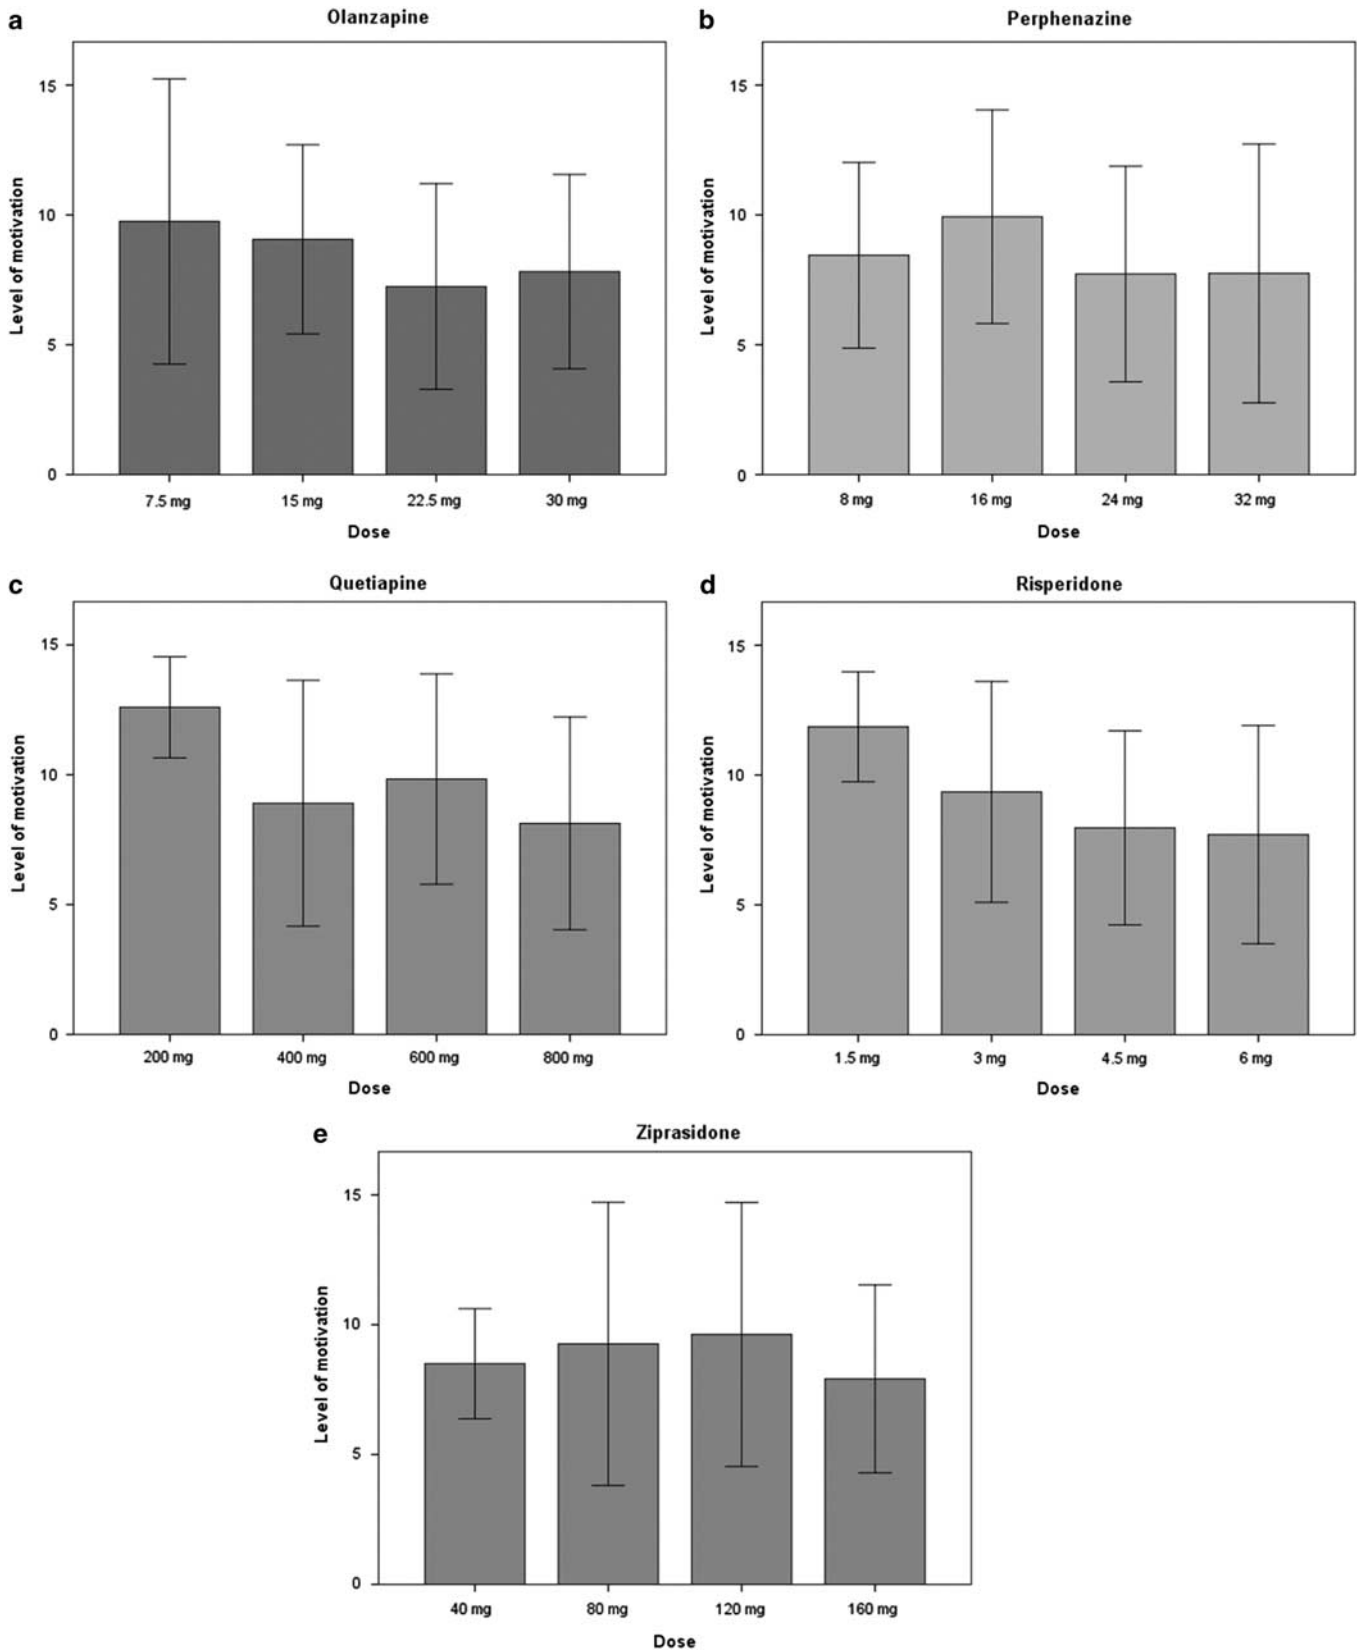 a
Olanzapine
Level of motivation
15
10
5
0
7.5 mg 15 mg 22.5 mg 30 mg
Dose
b
Perphenazine
Level of motivation
15
10
5
0
8 mg 16 mg 24 mg 32 mg
Dose
c
Quetiapine
Level of motivation
15
10
5
0
200 mg 400 mg 600 mg 800 mg
Dose
d
Risperidone
Level of motivation
15
10
5
0
1.5 mg 3 mg 4.5 mg 6 mg
Dose
e
Ziprasidone
Level of motivation
15
10
5
0
40 mg 80 mg 120 mg 160 mg
Dose